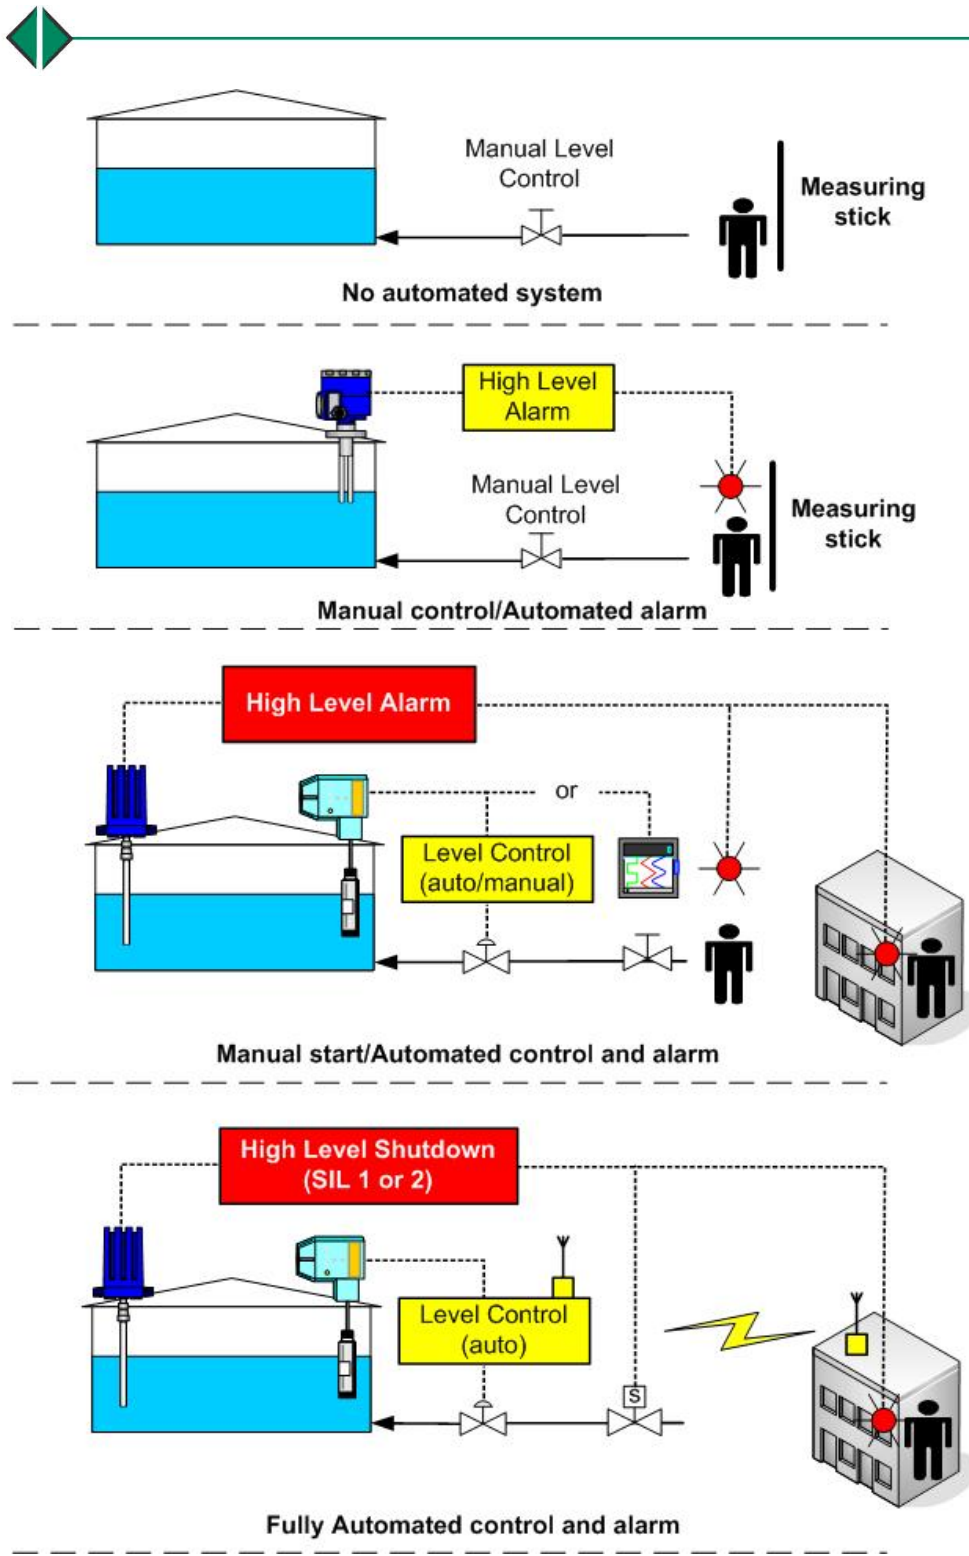 Manual Level
Control
Measuring
stick
No automated system
High Level
Alarm
Manual Level
Control
Measuring
stick
Manual control/Automated alarm
High Level Alarm
or
Level Control
(auto/manual)
Manual start/Automated control and alarm
High Level Shutdown
(SIL 1 or 2)
Level Control
(auto)
S
Fully Automated control and alarm